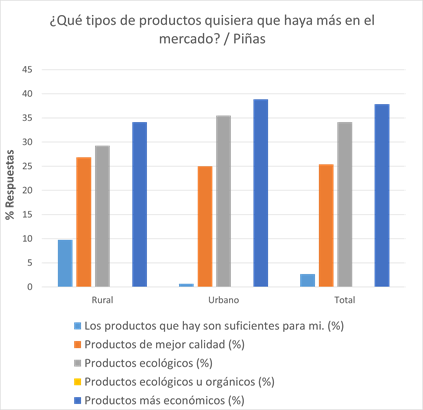 ¿Qué tipos de productos quisiera que haya más en el
mercado? / Piñas
% Respuestas
45
40
35
30
25
20
15
10
5
0
Rural
Urbano
Total
Los productos que hay son suficientes para mi. (%)
Productos de mejor calidad (%)
Productos ecológicos (%)
Productos ecológicos u orgánicos (%)
Productos más económicos (%)